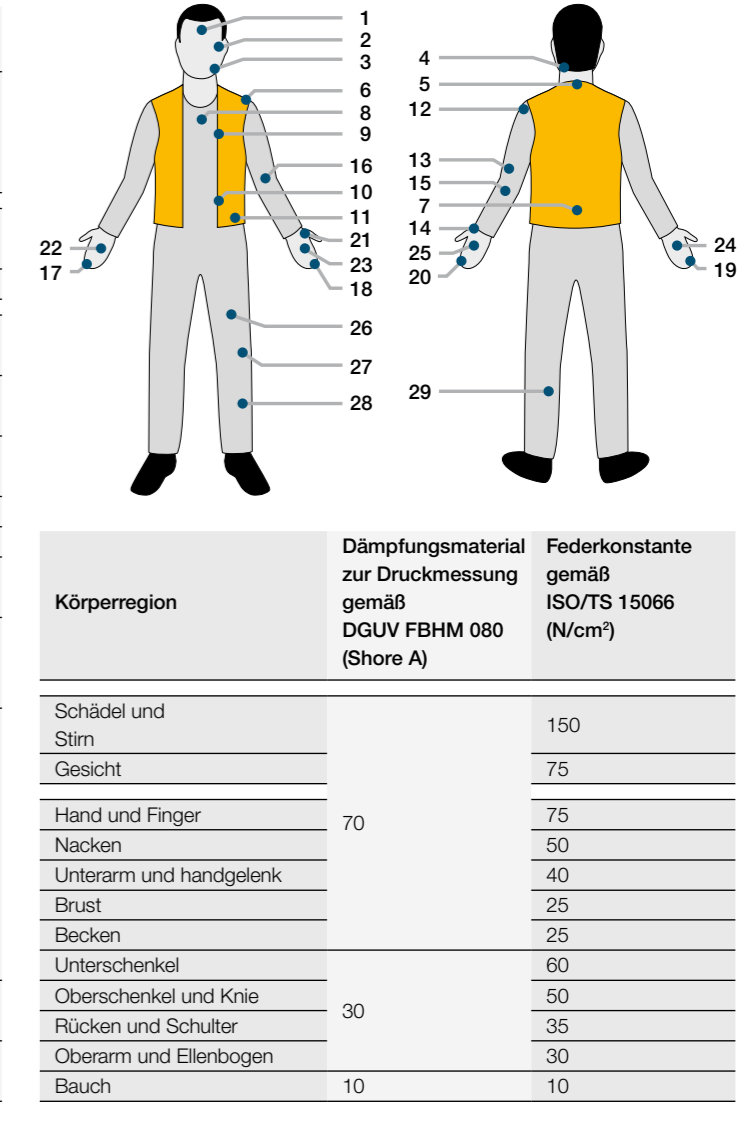 1
2
3
4
5
6
12
8
9
13
16
15
10
7
11
14
21
22
25
24
23
17
20
19
18
26
27
29
28
Körperregion
Dämpfungsmaterial
zur Druckmessung
gemäß
DGUV FBHM 080
(Shore A)
Federkonstante
gemäß
ISO/TS 15066
(N/cm²)
Schädel und
Stirn
150
Gesicht
75
70
Hand und Finger
75
Nacken
50
Unterarm und handgelenk
40
Brust
25
Becken
25
Unterschenkel
60
30
Oberschenkel und Knie
50
Rücken und Schulter
35
Oberarm und Ellenbogen
30
Bauch
10
10